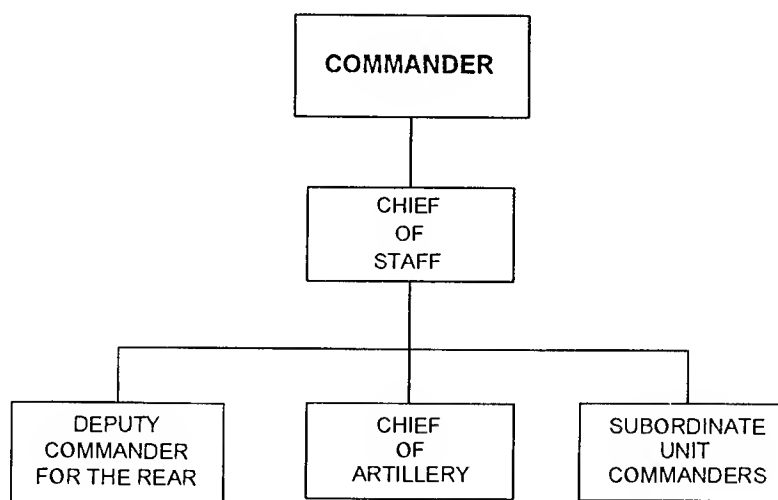 COMMANDER
CHIEF
OF
STAFF
DEPUTY
COMMANDER
FOR THE REAR
CHIEF
OF
ARTILLERY
SUBORDINATE
UNIT
COMMANDERS